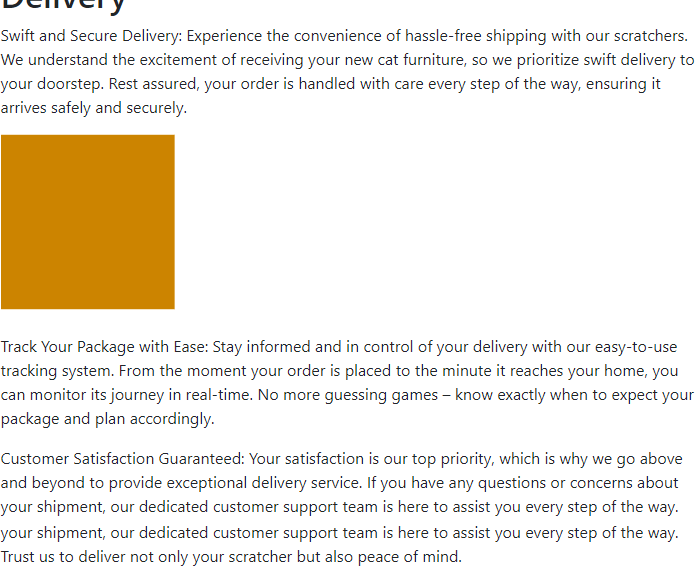 Delivery
Swift and Secure Delivery: Experience the convenience of hassle-free shipping with our scratchers.
We understand the excitement of receiving your new cat furniture, so we prioritize swift delivery to
your doorstep. Rest assured, your order is handled with care every step of the way, ensuring it
arrives safely and securely.
Track Your Package with Ease: Stay informed and in control of your delivery with our easy-to-use
tracking system. From the moment your order is placed to the minute it reaches your home, you
can monitor its journey in real-time. No more guessing games – know exactly when to expect your
package and plan accordingly.
Customer Satisfaction Guaranteed: Your satisfaction is our top priority, which is why we go above
and beyond to provide exceptional delivery service. If you have any questions or concerns about
your shipment, our dedicated customer support team is here to assist you every step of the way.
your shipment, our dedicated customer support team is here to assist you every step of the way.
Trust us to deliver not only your scratcher but also peace of mind.